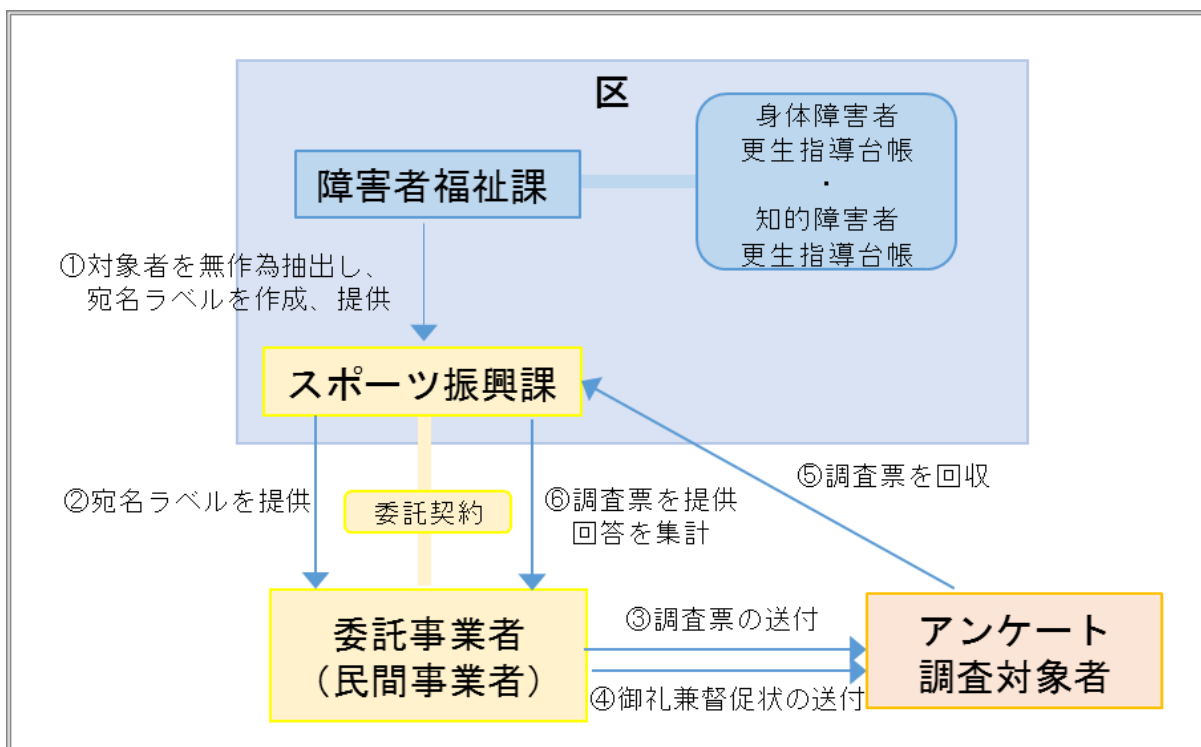 区
身体障害者
更生指導台帳
・
知的障害者
更生指導台帳
障害者福祉課
①対象者を無作為抽出し、
宛名ラベルを作成、提供
スポーツ振興課
②宛名ラベルを提供
委託契約
⑥調査票を提供
回答を集計
⑤調査票を回収
委託事業者
(民間事業者)
③調査票の送付
④御礼兼督促状の送付
アンケート
調査対象者